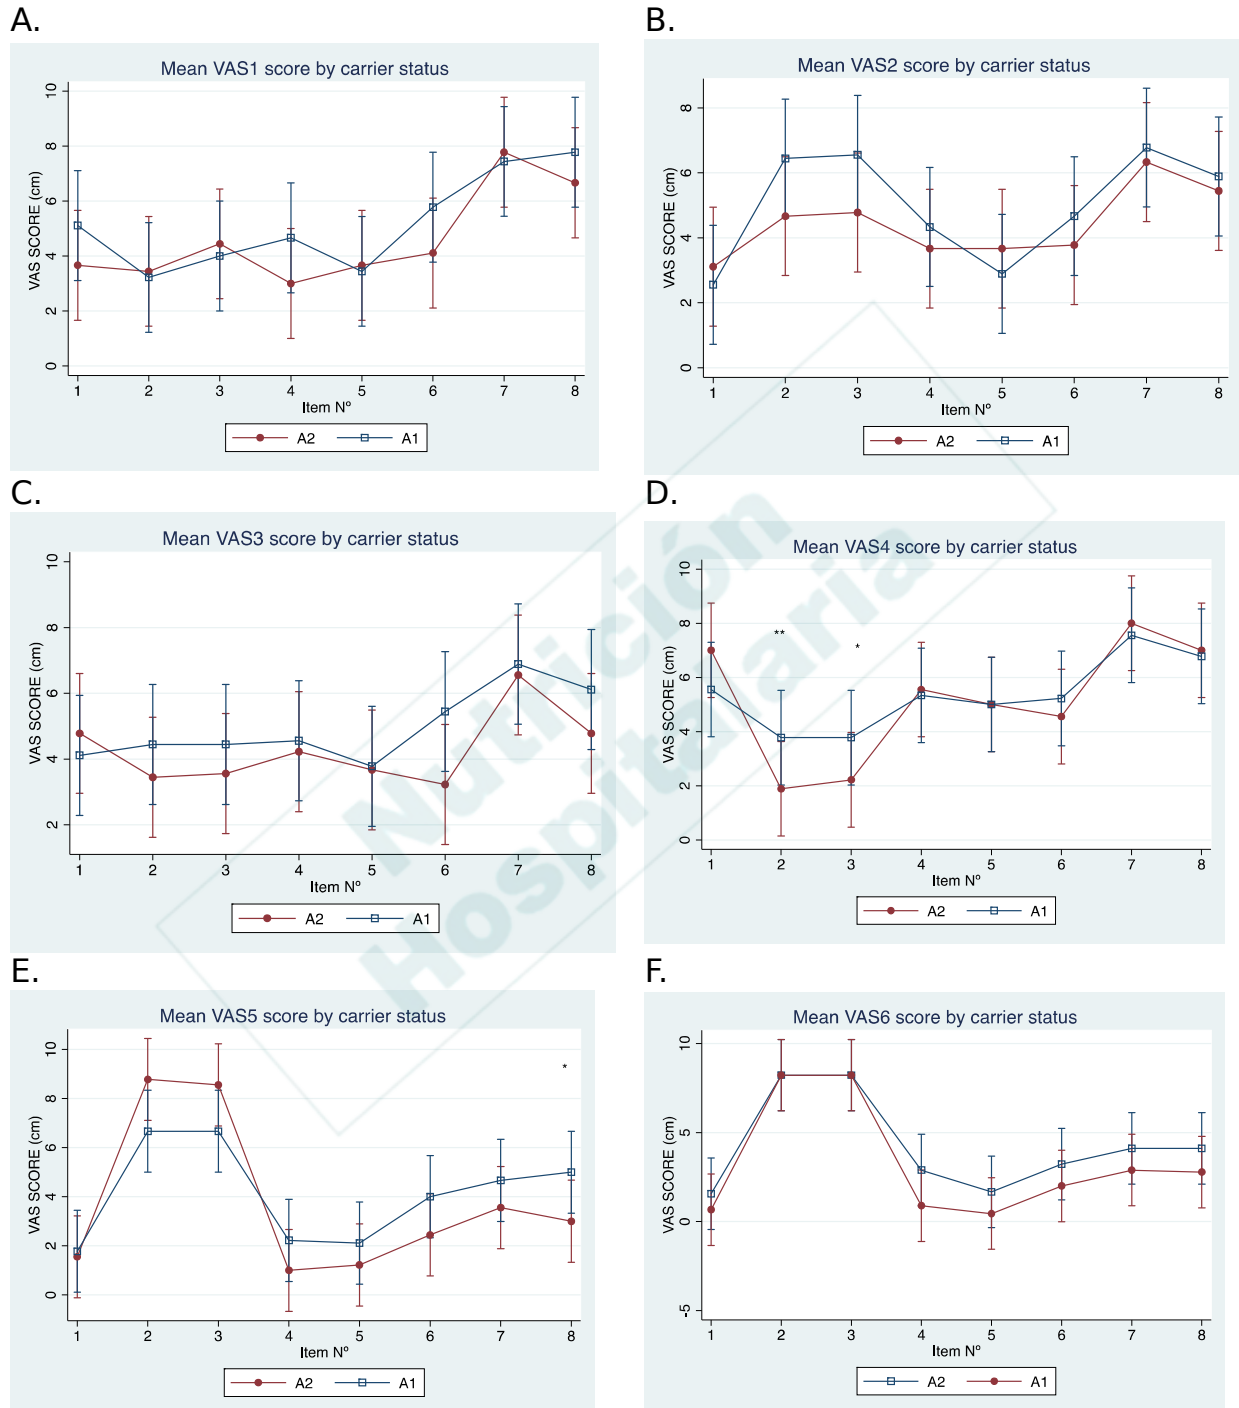 A.
Mean VAS1 score by carrier status
VAS SCORE (cm)
10
8
6
4
2
0
1 2 3 4 5 6 7 8
Item Nº
A2 A1
B.
Mean VAS2 score by carrier status
VAS SCORE (cm)
8
6
4
2
0
1 2 3 4 5 6 7 8
Item Nº
A2 A1
C.
Mean VAS3 score by carrier status
VAS SCORE (cm)
10
8
6
4
2
1 2 3 4 5 6 7 8
Item Nº
A2 A1
D.
Mean VAS4 score by carrier status
VAS SCORE (cm)
10
8
6
4
2
0
**
*
1 2 3 4 5 6 7 8
Item Nº
A2 A1
E.
Mean VAS5 score by carrier status
VAS SCORE (cm)
10
8
6
4
2
0
*
1 2 3 4 5 6 7 8
Item Nº
A2 A1
F.
Mean VAS6 score by carrier status
VAS SCORE (cm)
10
5
0
-5
1 2 3 4 5 6 7 8
Item Nº
A2 A1
Nutrición
Hospitalaria